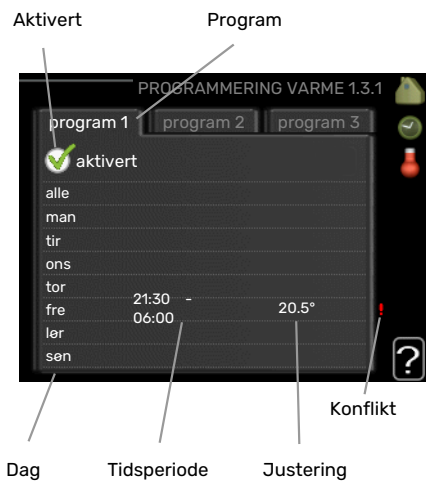 Aktivert Program
PROGRAMMERING VARME 1.3.1
program 1 program 2 program 3
aktivert
alle
man
tir
ons
tor
fre 21:30 - 06:00 20.5° !
lør
søn
?
Konflikt
Dag Tidsperiode Justering